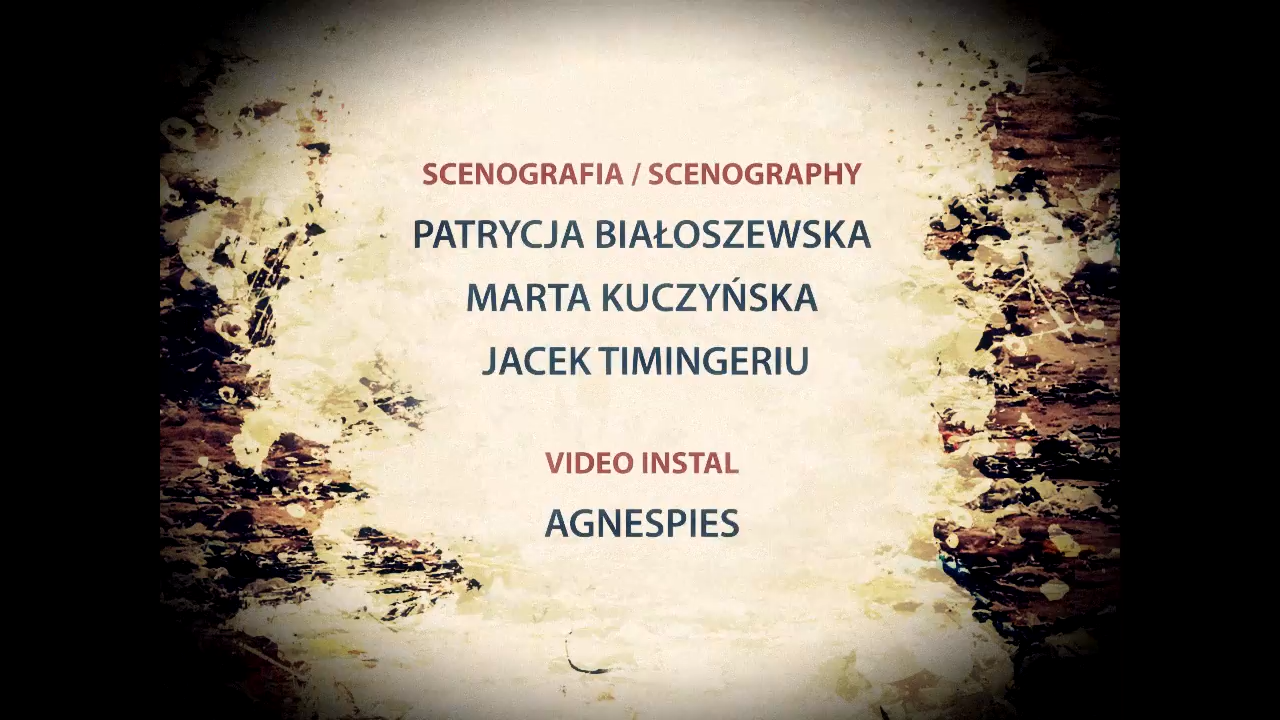 SCENOGRAFIA / SCENOGRAPHY
PATRYCJA BIAŁOSZEWSKA
MARTA KUCZYŃSKA
JACEK TIMINGERIU
VIDEO INSTAL
AGNESPIES